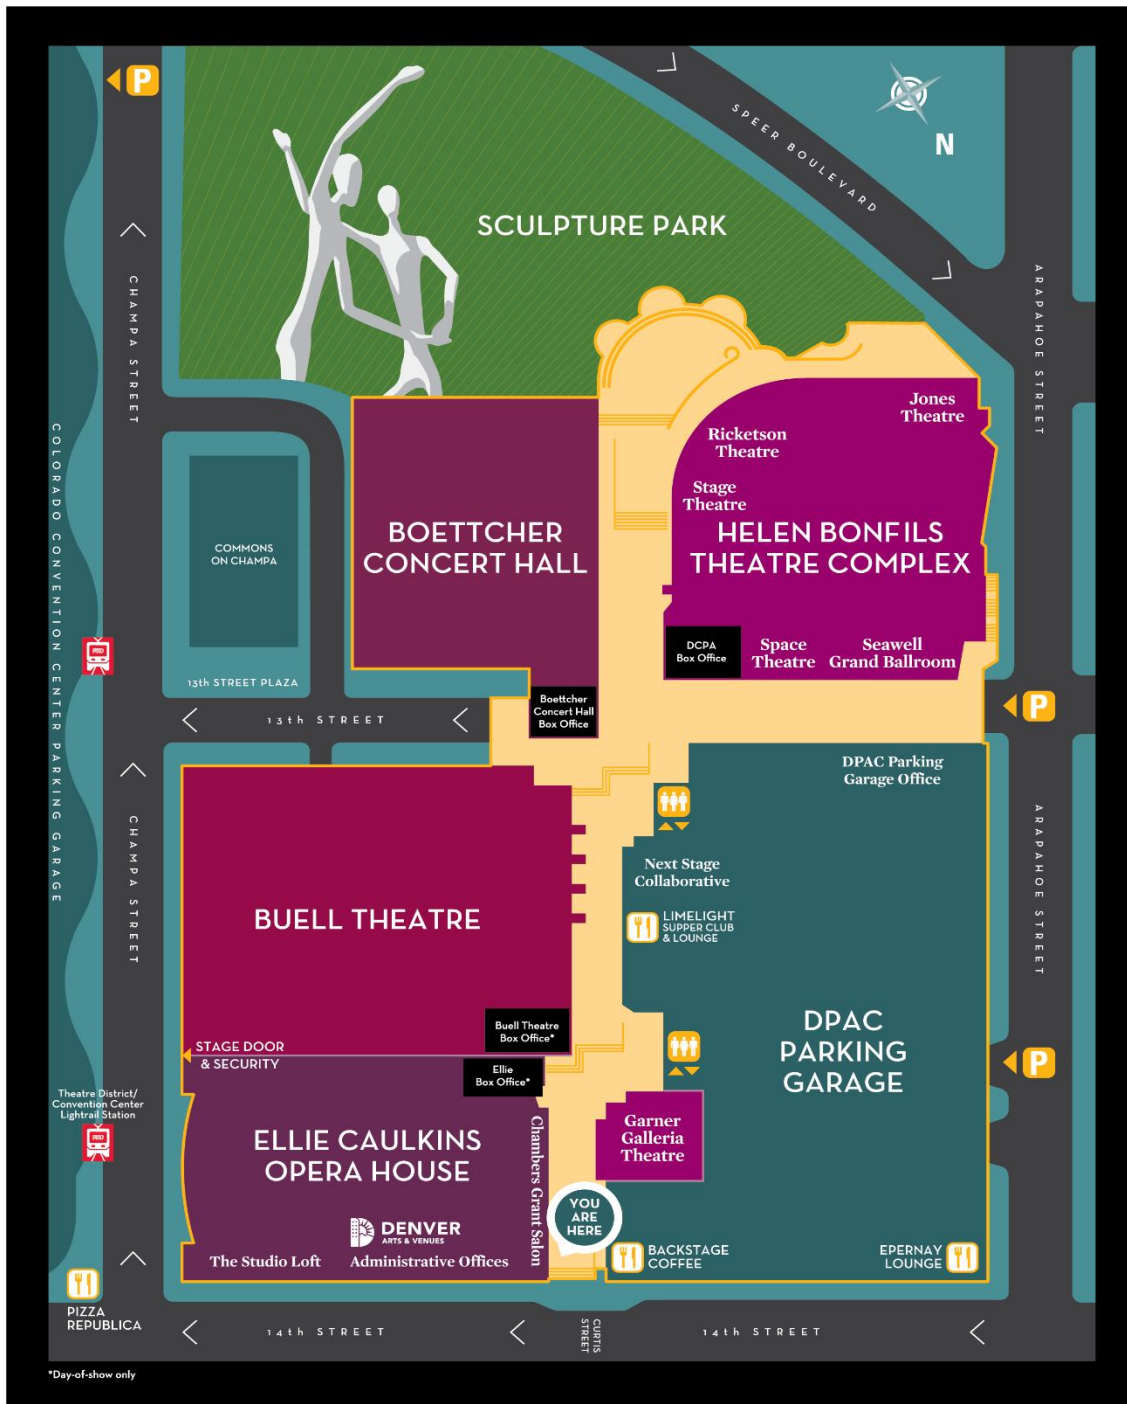 P
N
SPEER BOULEVARD
SCULPTURE PARK
CHAMPA STREET
ARAPAHOE STREET
COLORADO CONVENTION CENTER PARKING GARAGE
Jones
Theatre
Ricketson
Theatre
Stage
Theatre
BOETTCHER
CONCERT HALL
HELEN BONFILS
THEATRE COMPLEX
COMMONS
ON CHAMPA
DCPA
Box Office
Space
Theatre
Seawell
Grand Ballroom
13th STREET PLAZA
Boettcher
Concert Hall
Box Office
13th STREET
P
DPAC Parking
Garage Office
CHAMPA STREET
ARAPAHOE STREET
Next Stage
Collaborative
BUELL THEATRE
LIMELIGHT
SUPPER CLUB
& LOUNGE
DPAC
PARKING
GARAGE
Buell Theatre
Box Office*
STAGE DOOR
& SECURITY
P
Ellie
Box Office*
Theatre District/
Convention Center
Lightrail Station
ELLIE CAULKINS
OPERA HOUSE
Chambers Grant Salon
Garner
Galleria
Theatre
YOU
ARE
HERE
DENVER
ARTS & VENUES
The Studio Loft
Administrative Offices
BACKSTAGE
COFFEE
EPERNAY
LOUNGE
PIZZA
REPUBLICA
14th STREET
CURTIS
STREET
14th STREET
*Day-of-show only